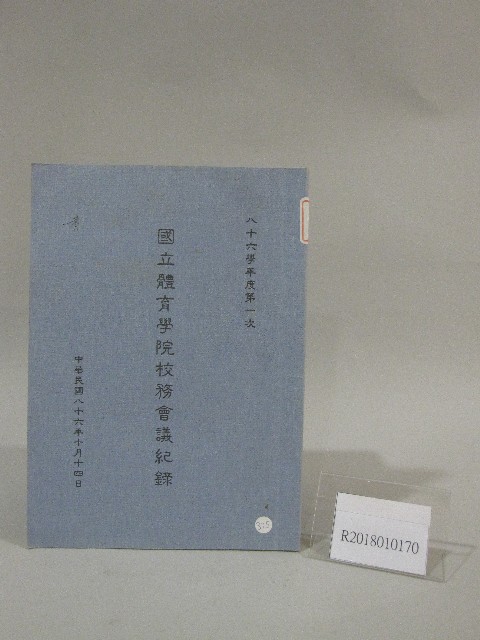 八十六學年度第一次
國立體育學院校務會議紀錄
中華民國八十六年十月十四日
R2018010170